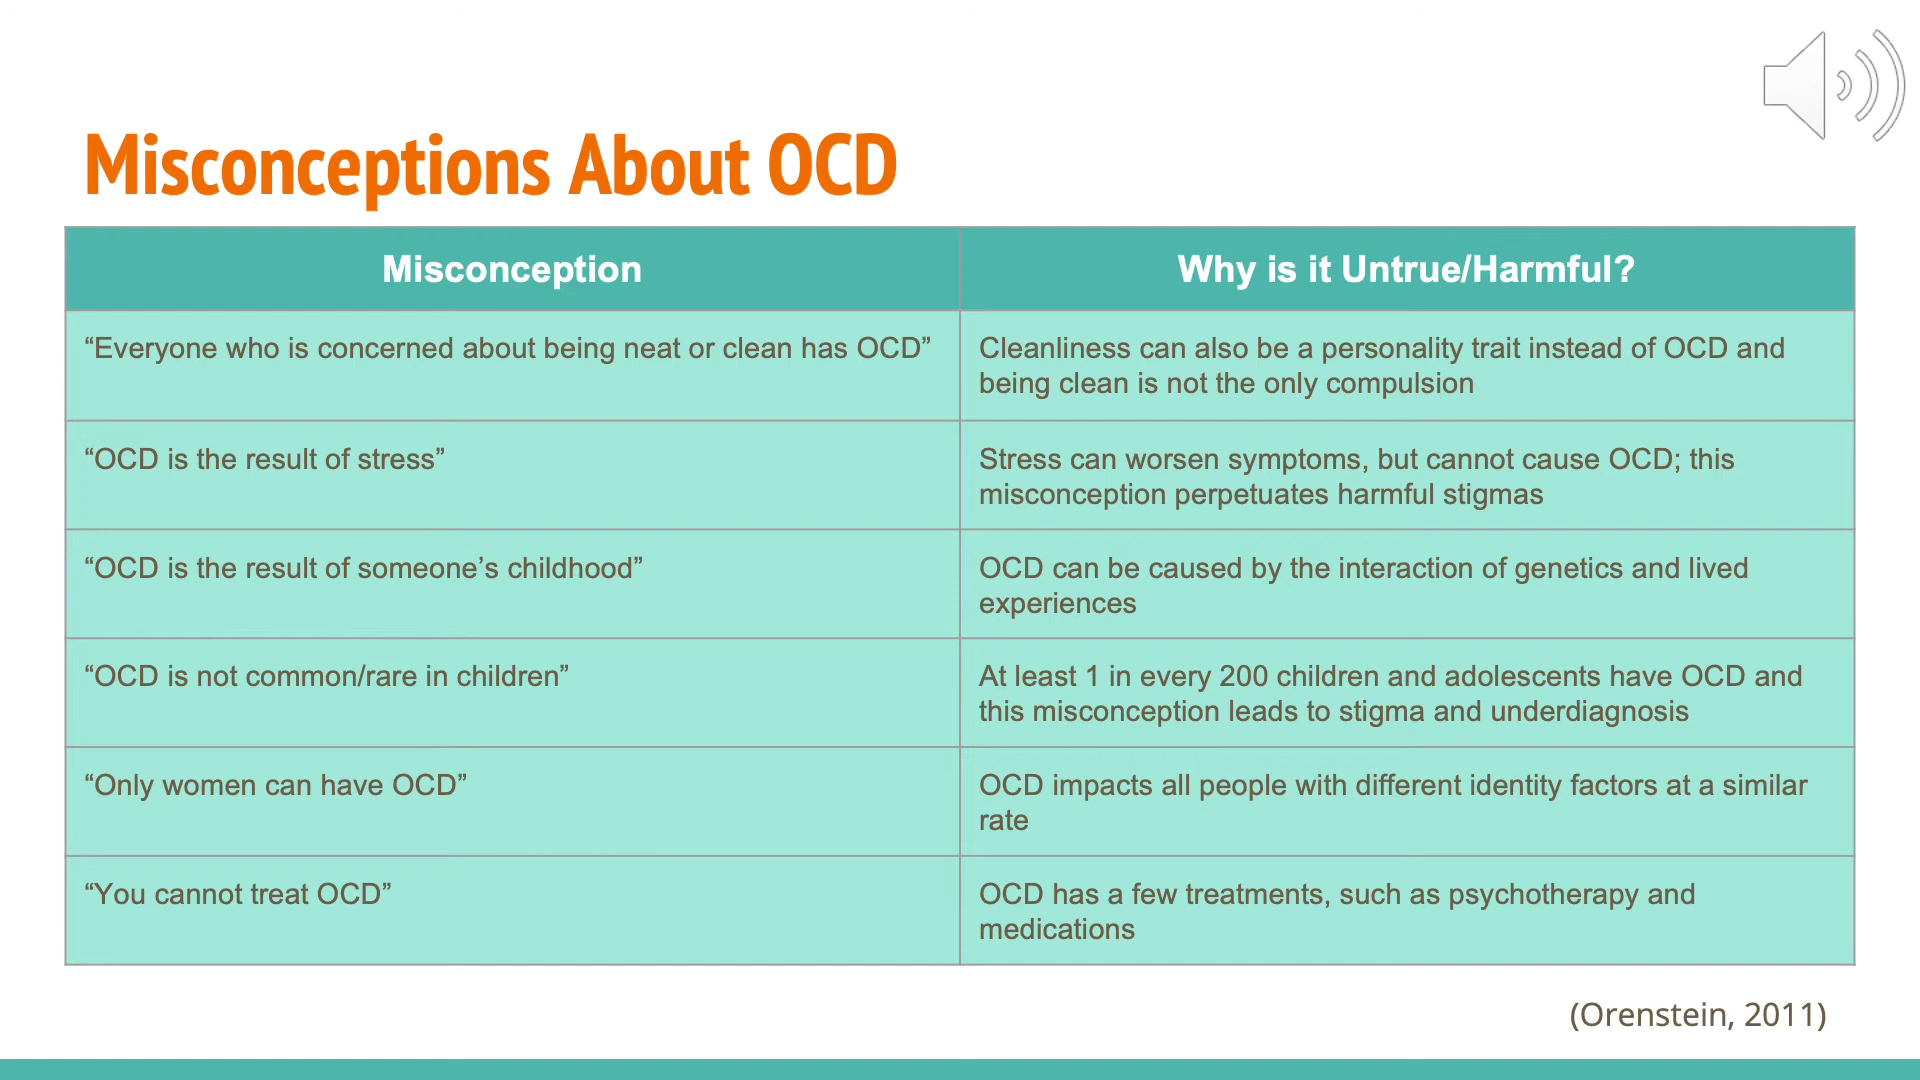 Misconceptions About OCD
Misconception
Why is it Untrue/Harmful?
“Everyone who is concerned about being neat or clean has OCD”
Cleanliness can also be a personality trait instead of OCD and
being clean is not the only compulsion
“OCD is the result of stress”
Stress can worsen symptoms, but cannot cause OCD; this
misconception perpetuates harmful stigmas
“OCD is the result of someone’s childhood”
OCD can be caused by the interaction of genetics and lived
experiences
“OCD is not common/rare in children”
At least 1 in every 200 children and adolescents have OCD and
this misconception leads to stigma and underdiagnosis
“Only women can have OCD”
OCD impacts all people with different identity factors at a similar
rate
“You cannot treat OCD”
OCD has a few treatments, such as psychotherapy and
medications
(Orenstein, 2011)